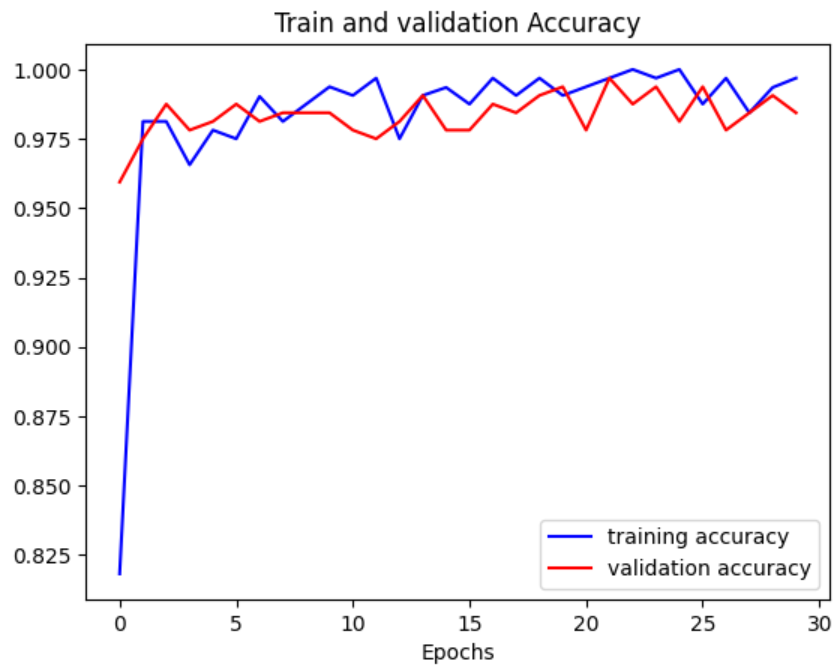 Train and validation Accuracy
1.000
0.975
0.950
0.925
0.900
0.875
0.850
0.825
training accuracy
validation accuracy
0 5 10 15 20 25 30
Epochs